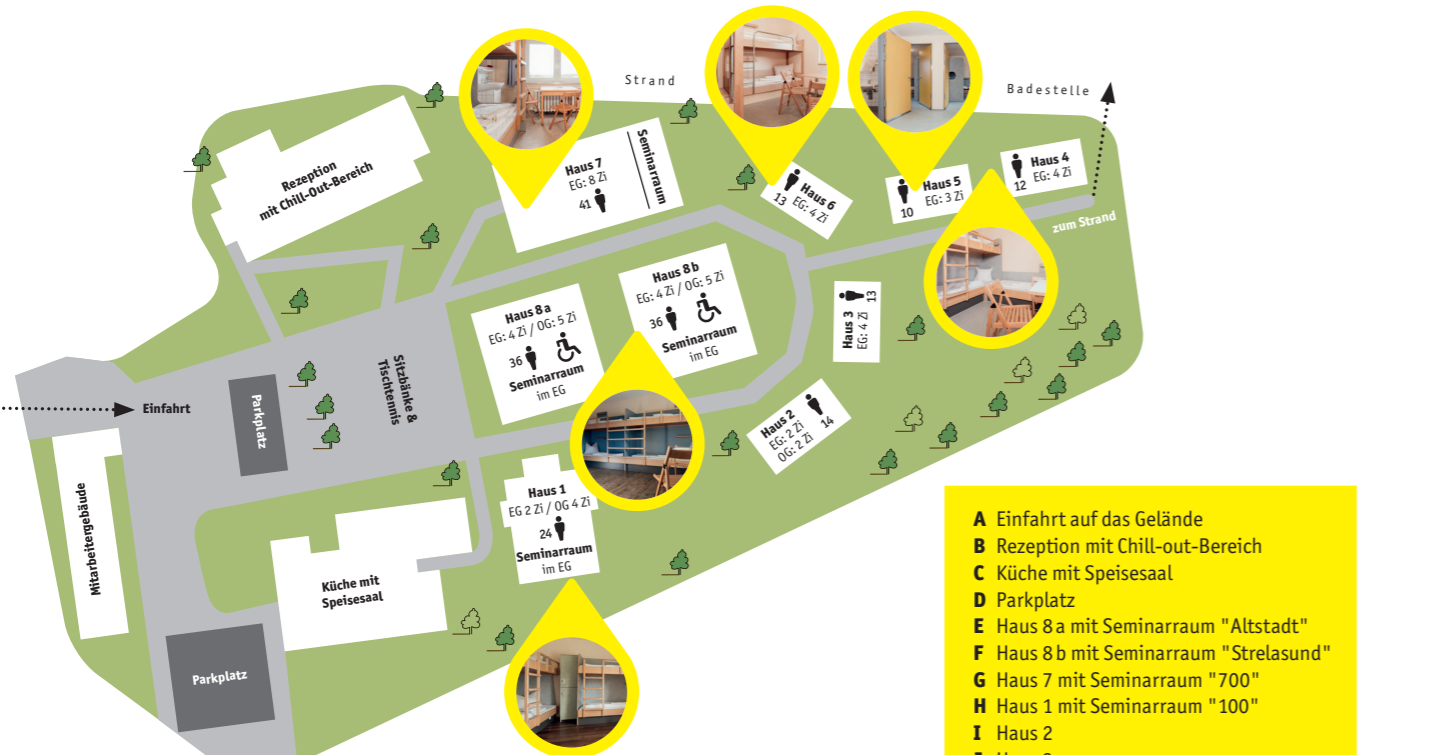 Strand
Badestelle
Rezeption
mit Chill-Out-Bereich
Haus 7
EG: 8 Zi
41
Seminarraum
13
Haus 6
EG: 4 Zi
10
Haus 5
EG: 3 Zi
12
Haus 4
EG: 4 Zi
zum Strand
Haus 8 a
EG: 4 Zi / OG: 5 Zi
36
Seminarraum
im EG
Haus 8 b
EG: 4 Zi / OG: 5 Zi
36
Seminarraum
im EG
Haus 3
EG: 4 Zi
13
Haus 2
EG: 2 Zi
OG: 2 Zi
14
Sitzbänke &
Tischtennis
Einfahrt
Parkplatz
Mitarbeitergebäude
Haus 1
EG 2 Zi / OG 4 Zi
24
Seminarraum
im EG
Küche mit
Speisesaal
Parkplatz
A Einfahrt auf das Gelände
B Rezeption mit Chill-out-Bereich
C Küche mit Speisesaal
D Parkplatz
E Haus 8 a mit Seminarraum "Altstadt"
F Haus 8 b mit Seminarraum "Strelasund"
G Haus 7 mit Seminarraum "700"
H Haus 1 mit Seminarraum "100"
I Haus 2